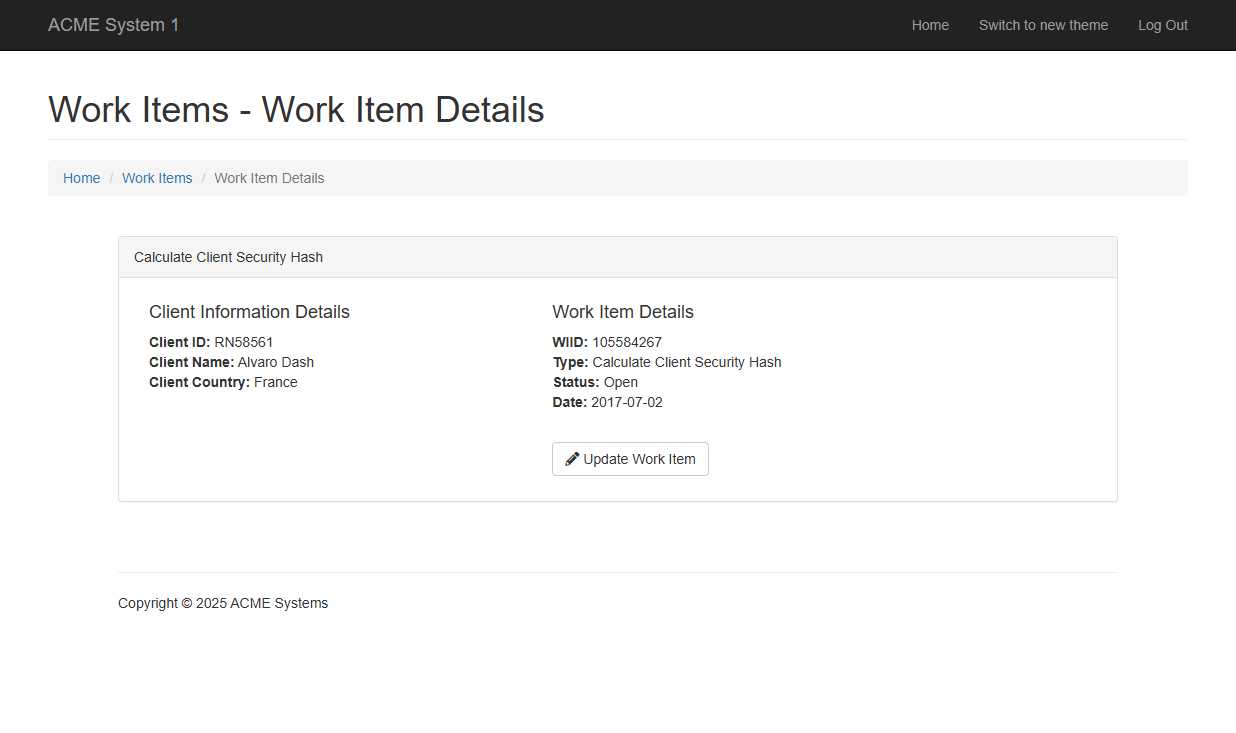 ACME System 1 Home Switch to new theme Log Out
Work Items - Work Item Details
Home / Work Items / Work Item Details
Calculate Client Security Hash
Client Information Details
Client ID: RN58561
Client Name: Alvaro Dash
Client Country: France
Work Item Details
WIID: 105584267
Type: Calculate Client Security Hash
Status: Open
Date: 2017-07-02
Update Work Item
Copyright © 2025 ACME Systems